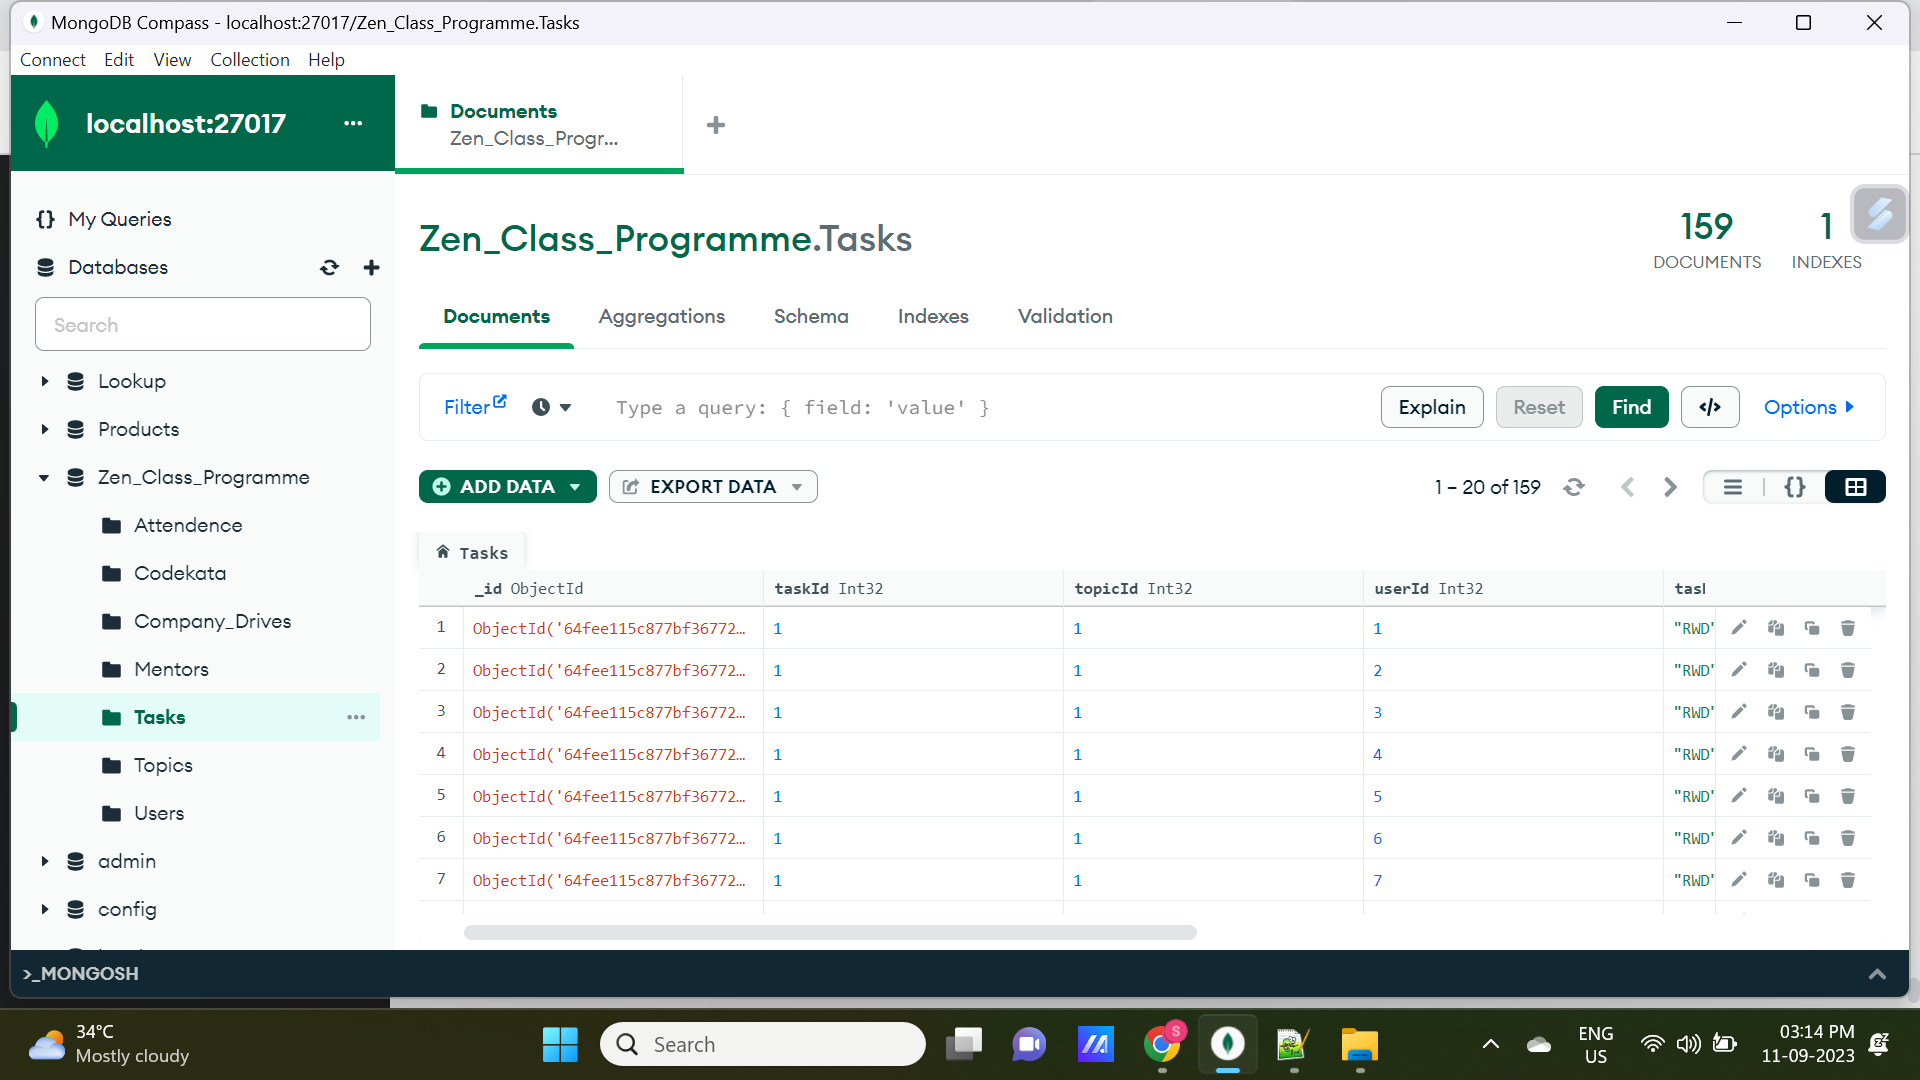 MongoDB Compass - localhost:27017/Zen_Class_Programme.Tasks
Connect Edit View Collection Help
localhost:27017 ...
Documents
Zen_Class_Progr...
My Queries
Databases
Search
Lookup
Products
Zen_Class_Programme
Attendence
Codekata
Company_Drives
Mentors
Tasks ...
Topics
Users
admin
config
Zen_Class_Programme.Tasks
159
DOCUMENTS
1
INDEXES
Documents Aggregations Schema Indexes Validation
Filter Type a query: { field: 'value' } Explain Reset Find </> Options
ADD DATA EXPORT DATA 1 – 20 of 159 {}
Tasks
_id ObjectId taskId Int32 topicId Int32 userId Int32
1 ObjectId('64fee115c877bf36772… 1 1 1 "RWD"
2 ObjectId('64fee115c877bf36772… 1 1 2 "RWD"
3 ObjectId('64fee115c877bf36772… 1 1 3 "RWD"
4 ObjectId('64fee115c877bf36772… 1 1 4 "RWD"
5 ObjectId('64fee115c877bf36772… 1 1 5 "RWD"
6 ObjectId('64fee115c877bf36772… 1 1 6 "RWD"
7 ObjectId('64fee115c877bf36772… 1 1 7 "RWD"
>_MONGOSH
34°C
Mostly cloudy
Search
S
ENG
US
03:14 PM
11-09-2023